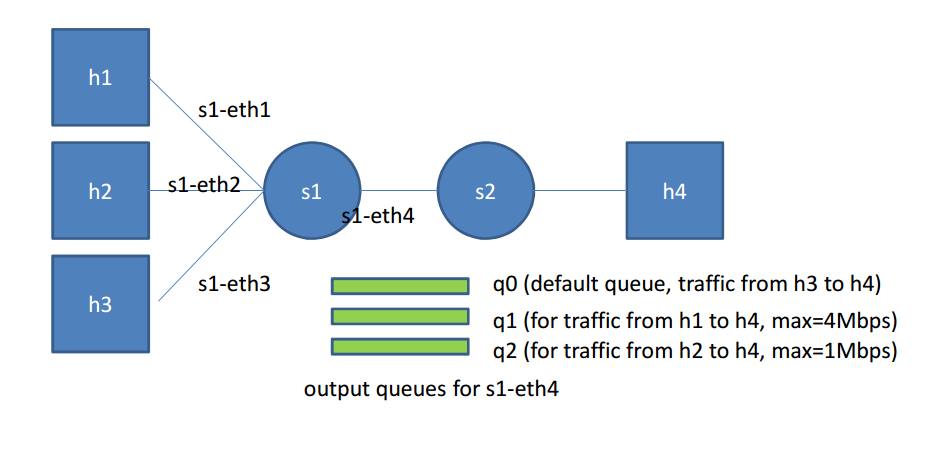 h1
s1-eth1
h2
s1-eth2
s1
s2
h4
s1-eth4
h3
s1-eth3
q0 (default queue, traffic from h3 to h4)
q1 (for traffic from h1 to h4, max=4Mbps)
q2 (for traffic from h2 to h4, max=1Mbps)
output queues for s1-eth4